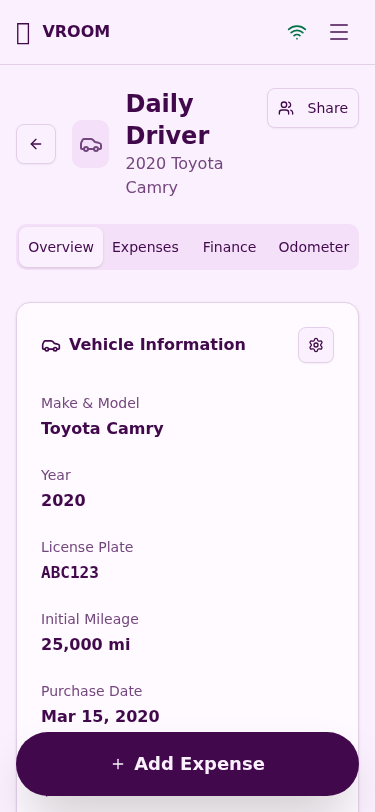 VROOM
Daily
Driver
2020 Toyota
Camry
Share
Overview Expenses Finance Odometer
Vehicle Information
Make & Model
Toyota Camry
Year
2020
License Plate
ABC123
Initial Mileage
25,000 mi
Purchase Date
Mar 15, 2020
+ Add Expense